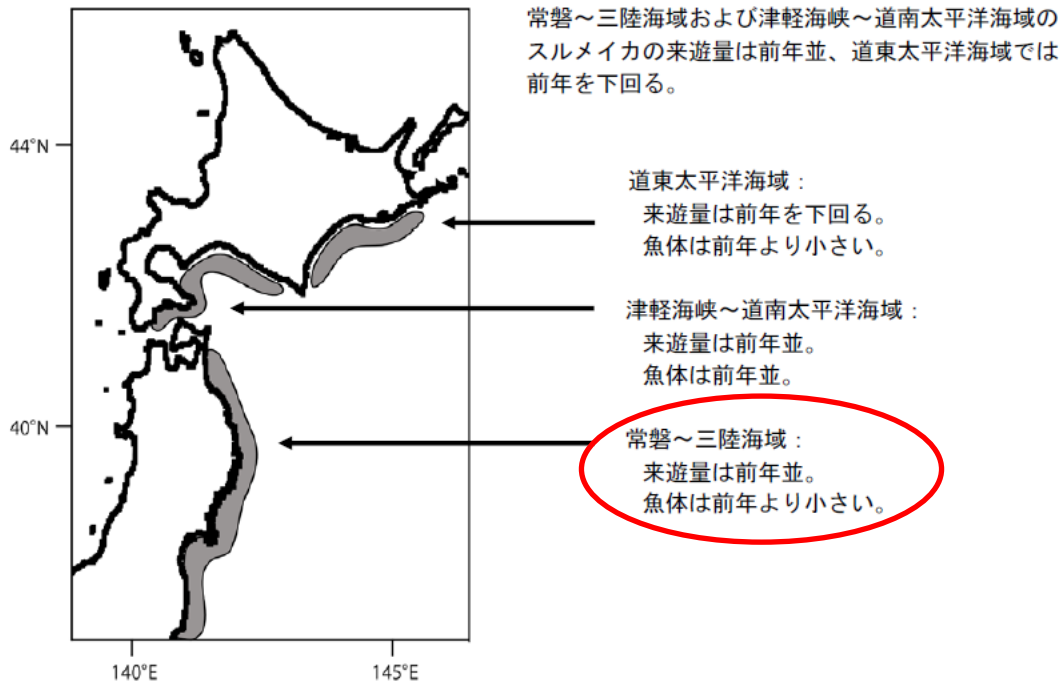 常磐～三陸海域および津軽海峡～道南太平洋海域の
スルメイカの来遊量は前年並、道東太平洋海域では
前年を下回る。
44°N
道東太平洋海域：
来遊量は前年を下回る。
魚体は前年より小さい。
津軽海峡～道南太平洋海域：
来遊量は前年並。
魚体は前年並。
40°N
常磐～三陸海域：
来遊量は前年並。
魚体は前年より小さい。
140°E
145°E